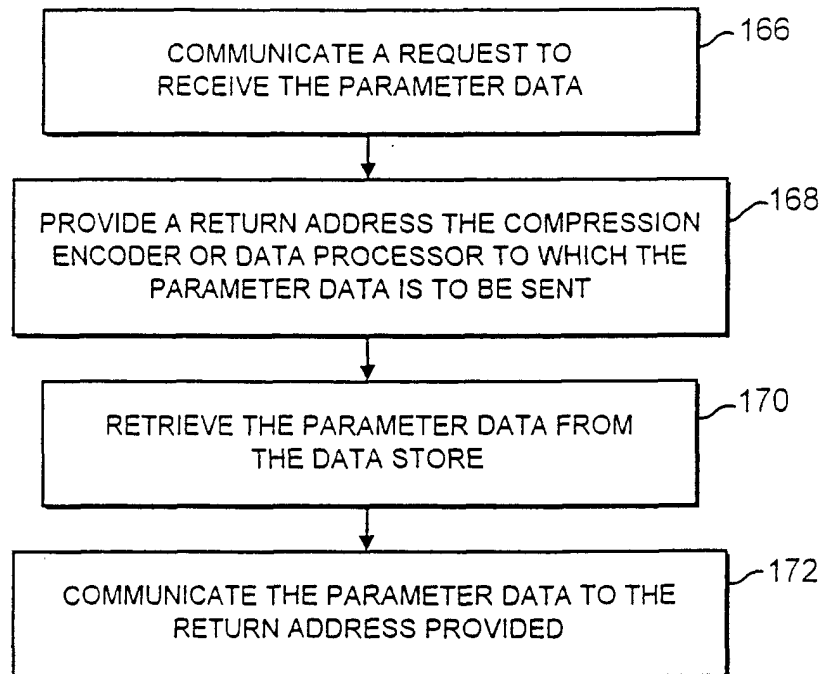 166
COMMUNICATE A REQUEST TO
RECEIVE THE PARAMETER DATA
168
PROVIDE A RETURN ADDRESS THE COMPRESSION
ENCODER OR DATA PROCESSOR TO WHICH THE
PARAMETER DATA IS TO BE SENT
170
RETRIEVE THE PARAMETER DATA FROM
THE DATA STORE
172
COMMUNICATE THE PARAMETER DATA TO THE
RETURN ADDRESS PROVIDED